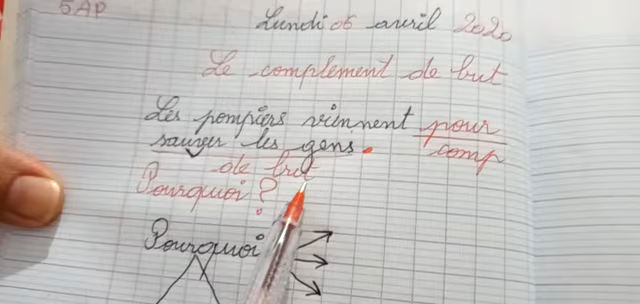 5AP
Lundi 06 avril 2020
Le complement de but
Les pompiers viennent pour
sauver les gens. comp
de but
Pourquoi ?
Pourquoi